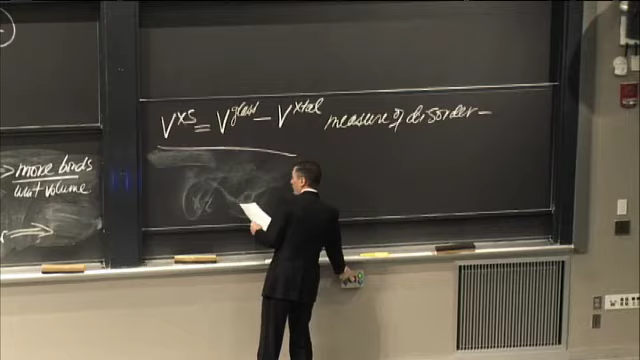 V^xs = V^glass – V^xtal measure of disorder –
> more bonds
unit volume